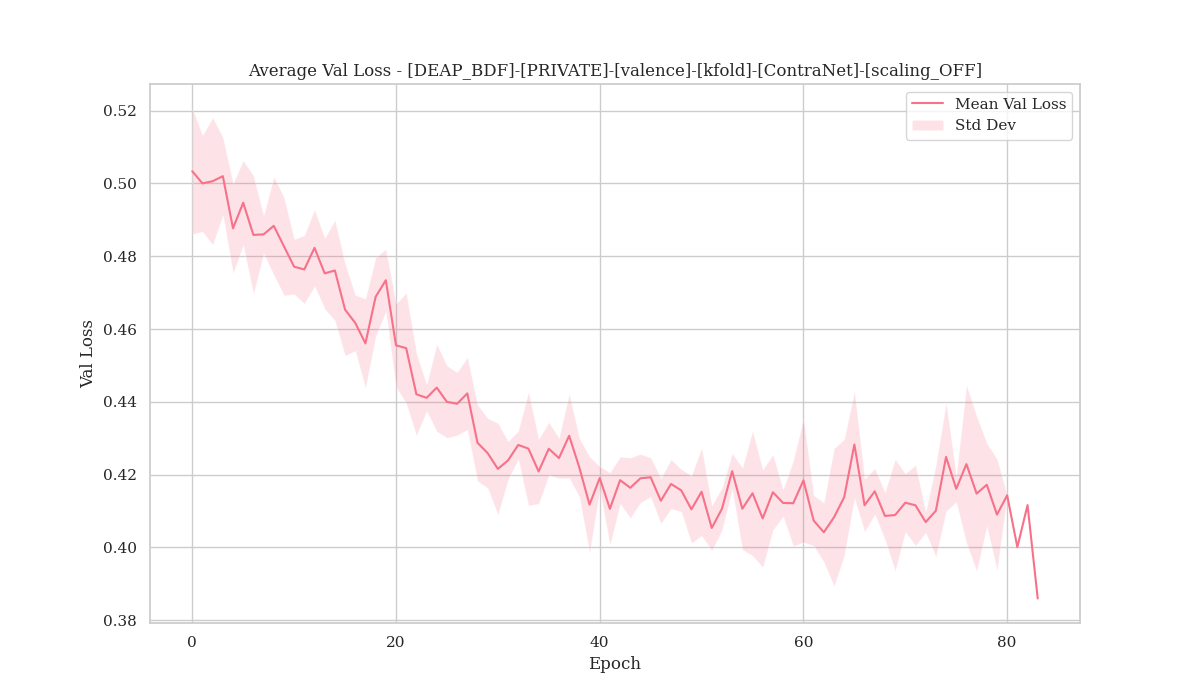 Average Val Loss - [DEAP_BDF]-[PRIVATE]-[valence]-[kfold]-[ContraNet]-[scaling_OFF]
Mean Val Loss
Std Dev
Val Loss
0.52
0.50
0.48
0.46
0.44
0.42
0.40
0.38
0 20 40 60 80
Epoch